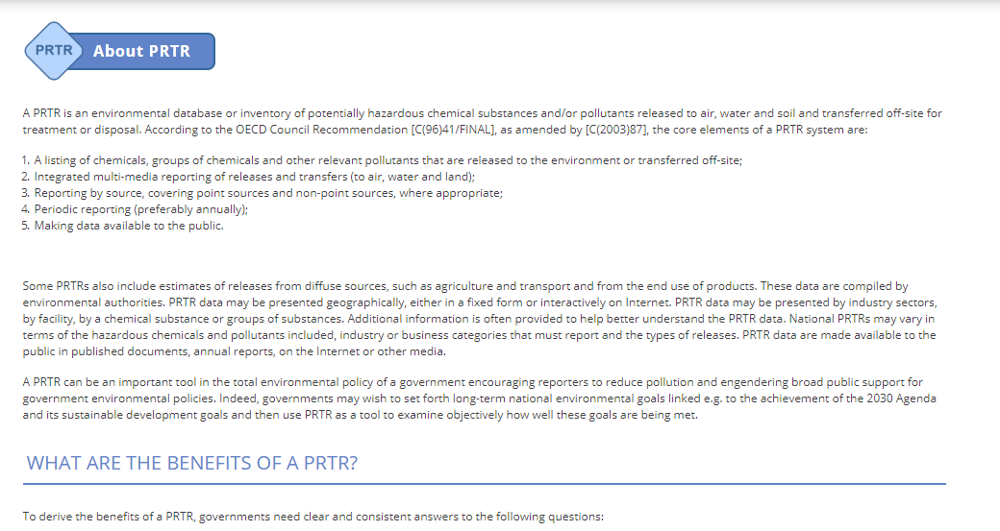 PRTR About PRTR
A PRTR is an environmental database or inventory of potentially hazardous chemical substances and/or pollutants released to air, water and soil and transferred off-site for
treatment or disposal. According to the OECD Council Recommendation [C(96)41/FINAL], as amended by [C(2003)87], the core elements of a PRTR system are:
1. A listing of chemicals, groups of chemicals and other relevant pollutants that are released to the environment or transferred off-site;
2. Integrated multi-media reporting of releases and transfers (to air, water and land);
3. Reporting by source, covering point sources and non-point sources, where appropriate;
4. Periodic reporting (preferably annually);
5. Making data available to the public.
Some PRTRs also include estimates of releases from diffuse sources, such as agriculture and transport and from the end use of products. These data are compiled by
environmental authorities. PRTR data may be presented geographically, either in a fixed form or interactively on Internet. PRTR data may be presented by industry sectors,
by facility, by a chemical substance or groups of substances. Additional information is often provided to help better understand the PRTR data. National PRTRs may vary in
terms of the hazardous chemicals and pollutants included, industry or business categories that must report and the types of releases. PRTR data are made available to the
public in published documents, annual reports, on the Internet or other media.
A PRTR can be an important tool in the total environmental policy of a government encouraging reporters to reduce pollution and engendering broad public support for
government environmental policies. Indeed, governments may wish to set forth long-term national environmental goals linked e.g. to the achievement of the 2030 Agenda
and its sustainable development goals and then use PRTR as a tool to examine objectively how well these goals are being met.
WHAT ARE THE BENEFITS OF A PRTR?
To derive the benefits of a PRTR, governments need clear and consistent answers to the following questions: